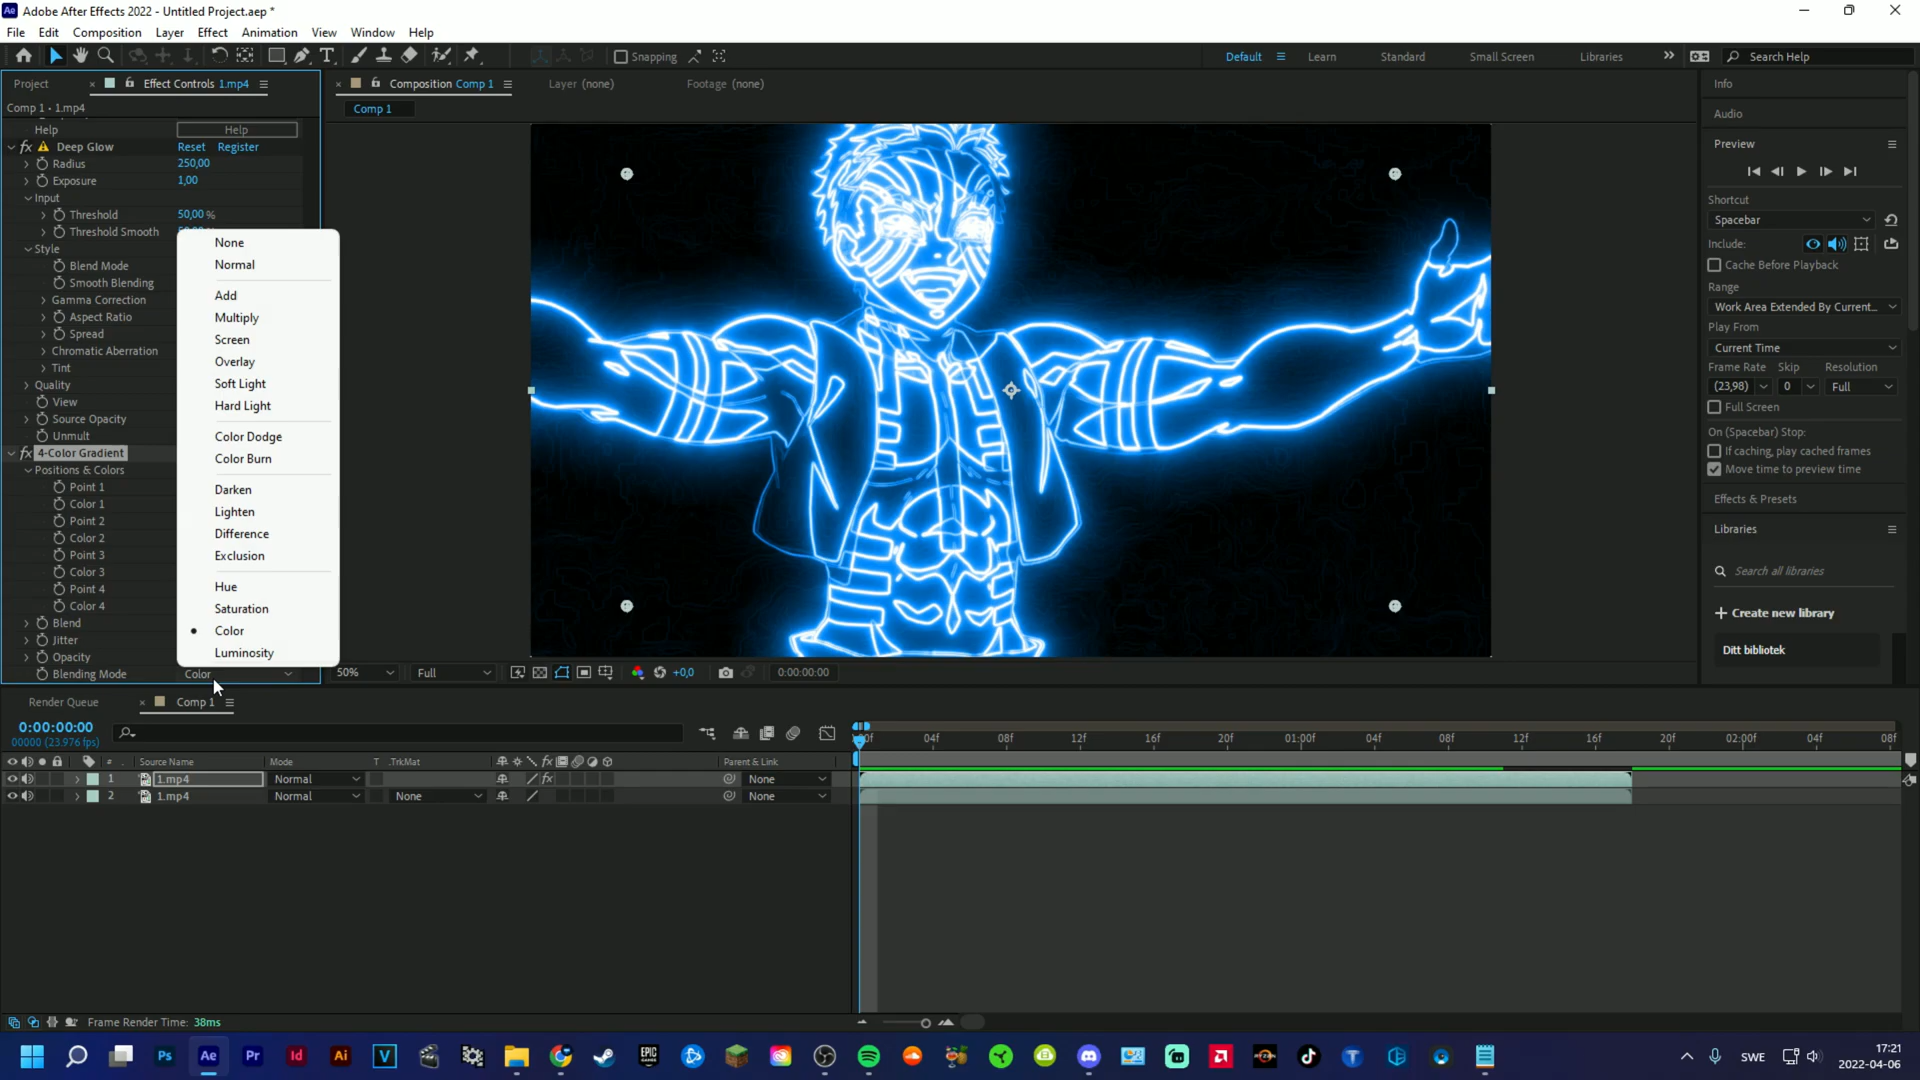 Adobe After Effects 2022 - Untitled Project.aep *
File Edit Composition Layer Effect Animation View Window Help
Snapping
Default Learn Standard Small Screen Libraries Search Help
Project Effect Controls 1.mp4
Composition Comp 1 Layer (none) Footage (none)
Comp 1 • 1.mp4
Comp 1
Help Help
Deep Glow Reset Register
Radius 250,00
Exposure 1,00
Input
Threshold 50,00 %
Threshold Smooth
Style
Blend Mode
Smooth Blending
Gamma Correction
Aspect Ratio
Spread
Chromatic Aberration
Tint
Quality
View
Source Opacity
Unmult
4-Color Gradient
Positions & Colors
Point 1
Color 1
Point 2
Color 2
Point 3
Color 3
Point 4
Color 4
Blend
Jitter
Opacity
Blending Mode Color
None
Normal
Add
Multiply
Screen
Overlay
Soft Light
Hard Light
Color Dodge
Color Burn
Darken
Lighten
Difference
Exclusion
Hue
Saturation
Color
Luminosity
50% Full +0,0 0:00:00:00
Info
Audio
Preview
Shortcut
Spacebar
Include:
Cache Before Playback
Range
Work Area Extended By Current...
Play From
Current Time
Frame Rate Skip Resolution
(23,98) 0 Full
Full Screen
On (Spacebar) Stop:
If caching, play cached frames
Move time to preview time
Effects & Presets
Libraries
Search all libraries
Create new library
Ditt bibliotek
Render Queue Comp 1
0:00:00:00
00000 (23.976 fps)
04f 08f 12f 16f 20f 01:00f 04f 08f 12f 16f 20f 02:00f 04f 08f
# Source Name Mode T .TrkMat Parent & Link
1 1.mp4 Normal None
2 1.mp4 Normal None None
Frame Render Time: 38ms
Ps Ae Pr Id Ai V EPIC GAMES RYZEN T SWE 17:21
2022-04-06